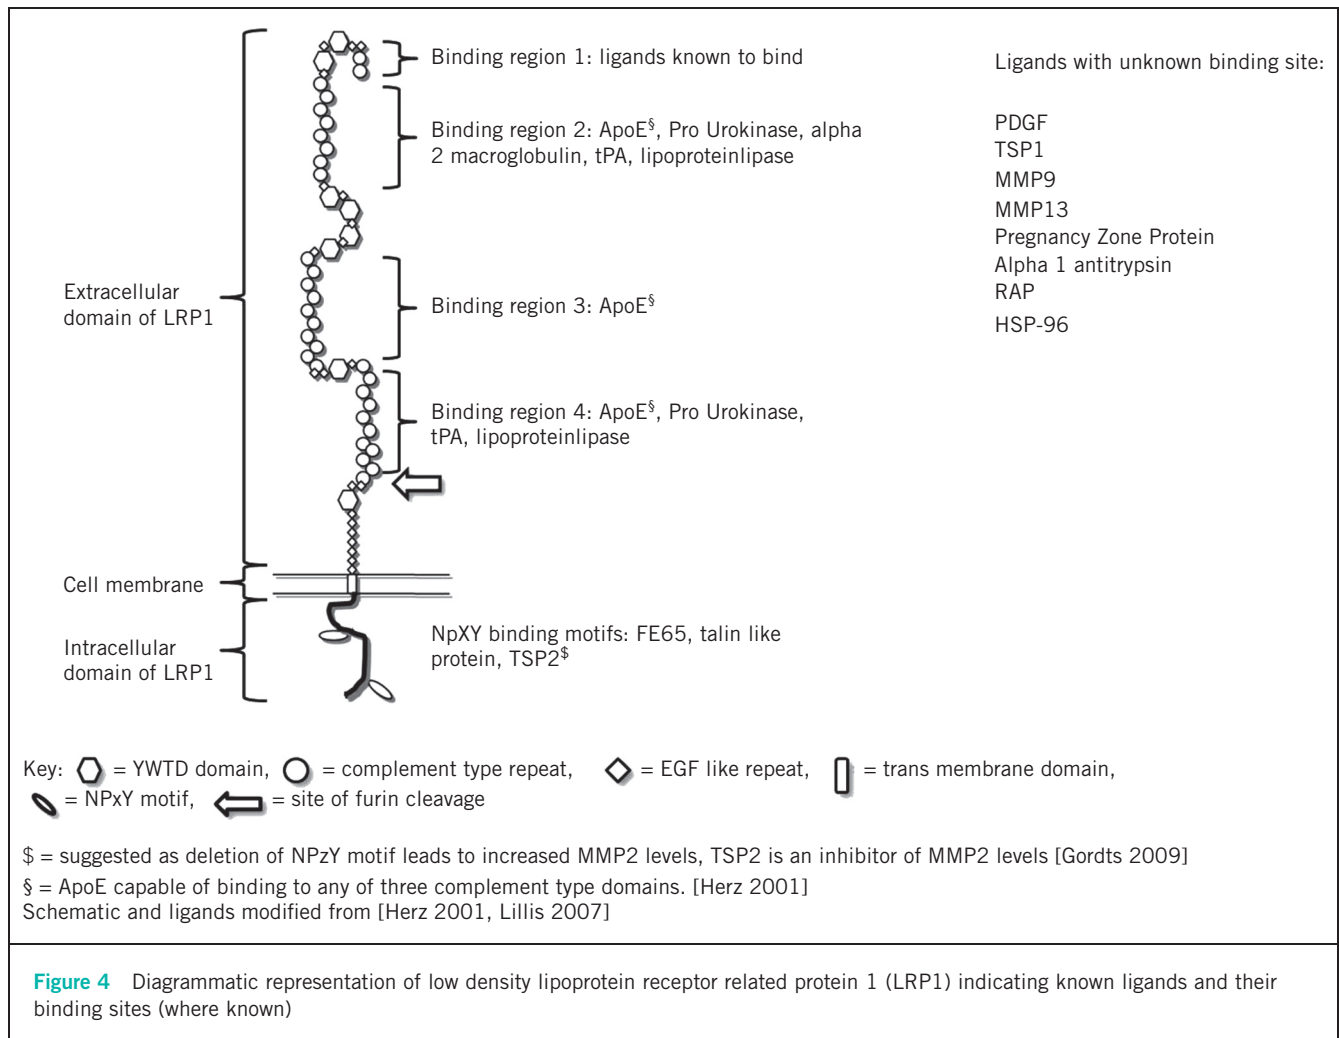 Binding region 1: ligands known to bind
Binding region 2: ApoE§, Pro Urokinase, alpha
2 macroglobulin, tPA, lipoproteinlipase
Extracellular
domain of LRP1
Binding region 3: ApoE§
Binding region 4: ApoE§, Pro Urokinase,
tPA, lipoproteinlipase
Cell membrane
Intracellular
domain of LRP1
NpXY binding motifs: FE65, talin like
protein, TSP2$
Ligands with unknown binding site:
PDGF
TSP1
MMP9
MMP13
Pregnancy Zone Protein
Alpha 1 antitrypsin
RAP
HSP-96
Key: = YWTD domain, = complement type repeat, = EGF like repeat, = trans membrane domain,
= NPxY motif, = site of furin cleavage
$ = suggested as deletion of NPzY motif leads to increased MMP2 levels, TSP2 is an inhibitor of MMP2 levels [Gordts 2009]
§ = ApoE capable of binding to any of three complement type domains. [Herz 2001]
Schematic and ligands modified from [Herz 2001, Lillis 2007]
Figure 4 Diagrammatic representation of low density lipoprotein receptor related protein 1 (LRP1) indicating known ligands and their
binding sites (where known)